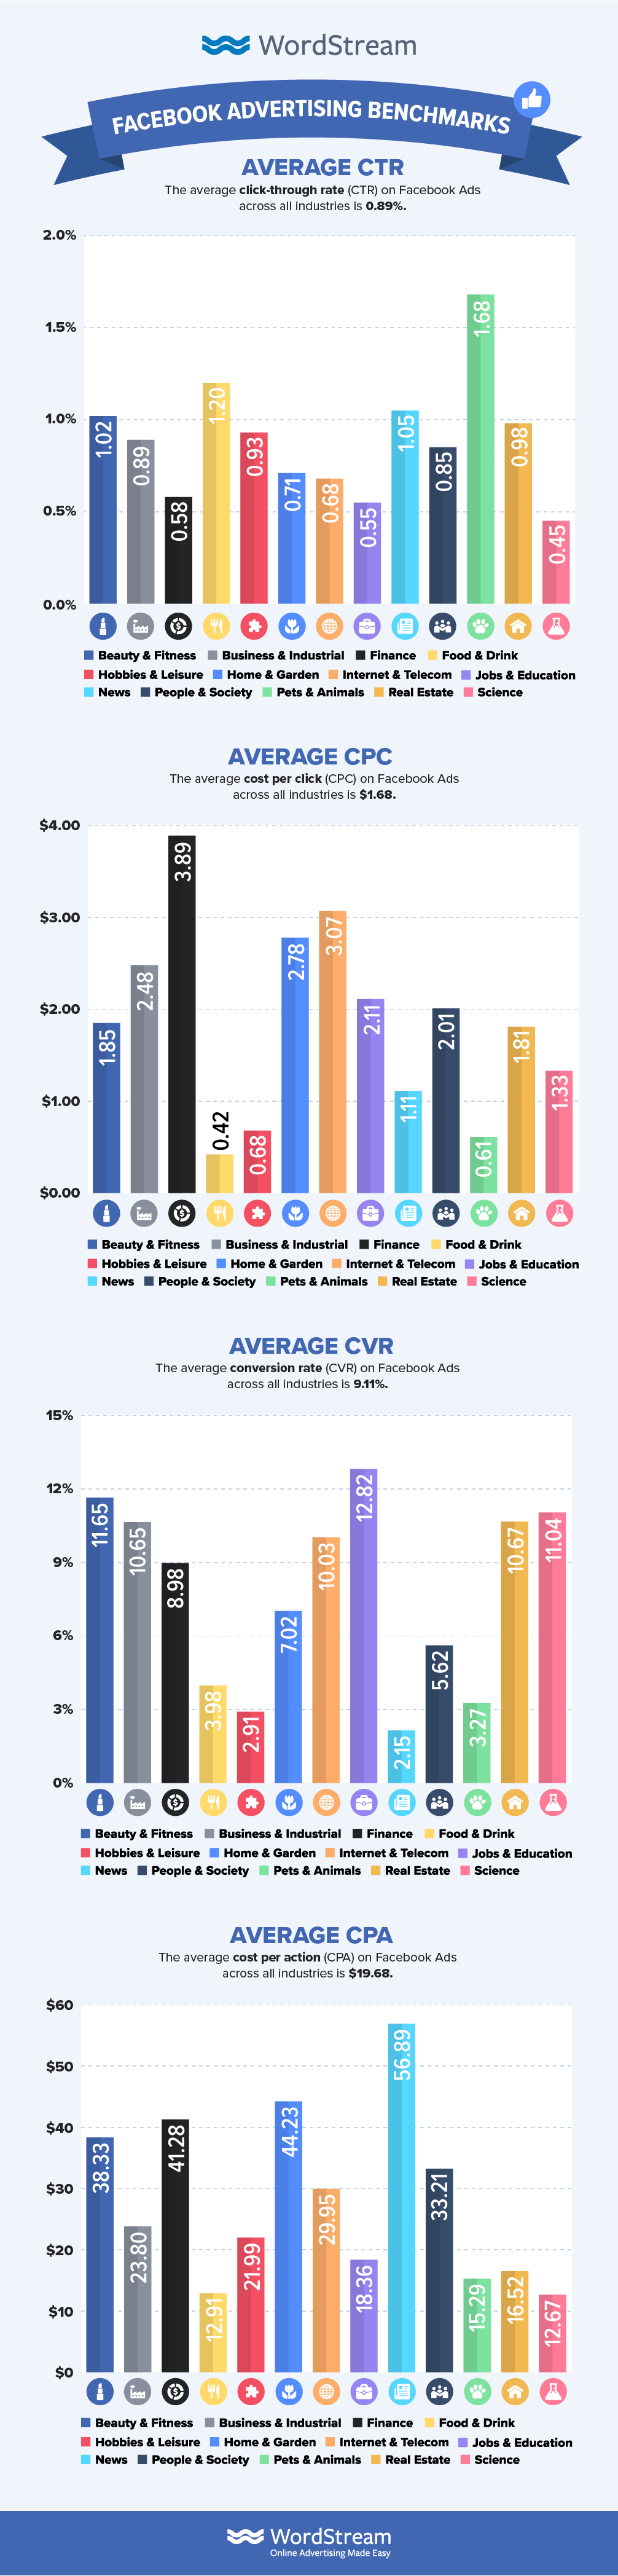 WordStream
FACEBOOK ADVERTISING BENCHMARKS
AVERAGE CTR
The average click-through rate (CTR) on Facebook Ads
across all industries is 0.89%.
2.0%
1.5%
1.0%
0.5%
0.0%
1.02
0.89
0.58
1.20
0.93
0.71
0.68
0.55
1.05
0.85
1.68
0.98
0.45
Beauty & Fitness Business & Industrial Finance Food & Drink
Hobbies & Leisure Home & Garden Internet & Telecom Jobs & Education
News People & Society Pets & Animals Real Estate Science
AVERAGE CPC
The average cost per click (CPC) on Facebook Ads
across all industries is $1.68.
$4.00
$3.00
$2.00
$1.00
$0.00
1.85
2.48
3.89
0.42
0.68
2.78
3.07
2.11
1.11
2.01
0.61
1.81
1.33
Beauty & Fitness Business & Industrial Finance Food & Drink
Hobbies & Leisure Home & Garden Internet & Telecom Jobs & Education
News People & Society Pets & Animals Real Estate Science
AVERAGE CVR
The average conversion rate (CVR) on Facebook Ads
across all industries is 9.11%.
15%
12%
9%
6%
3%
0%
11.65
10.65
8.98
3.98
2.91
7.02
10.03
12.82
2.15
5.62
3.27
10.67
11.04
Beauty & Fitness Business & Industrial Finance Food & Drink
Hobbies & Leisure Home & Garden Internet & Telecom Jobs & Education
News People & Society Pets & Animals Real Estate Science
AVERAGE CPA
The average cost per action (CPA) on Facebook Ads
across all industries is $19.68.
$60
$50
$40
$30
$20
$10
$0
38.33
23.80
41.28
12.91
21.99
44.23
29.95
18.36
56.89
33.21
15.29
16.52
12.67
Beauty & Fitness Business & Industrial Finance Food & Drink
Hobbies & Leisure Home & Garden Internet & Telecom Jobs & Education
News People & Society Pets & Animals Real Estate Science
WordStream
Online Advertising Made Easy